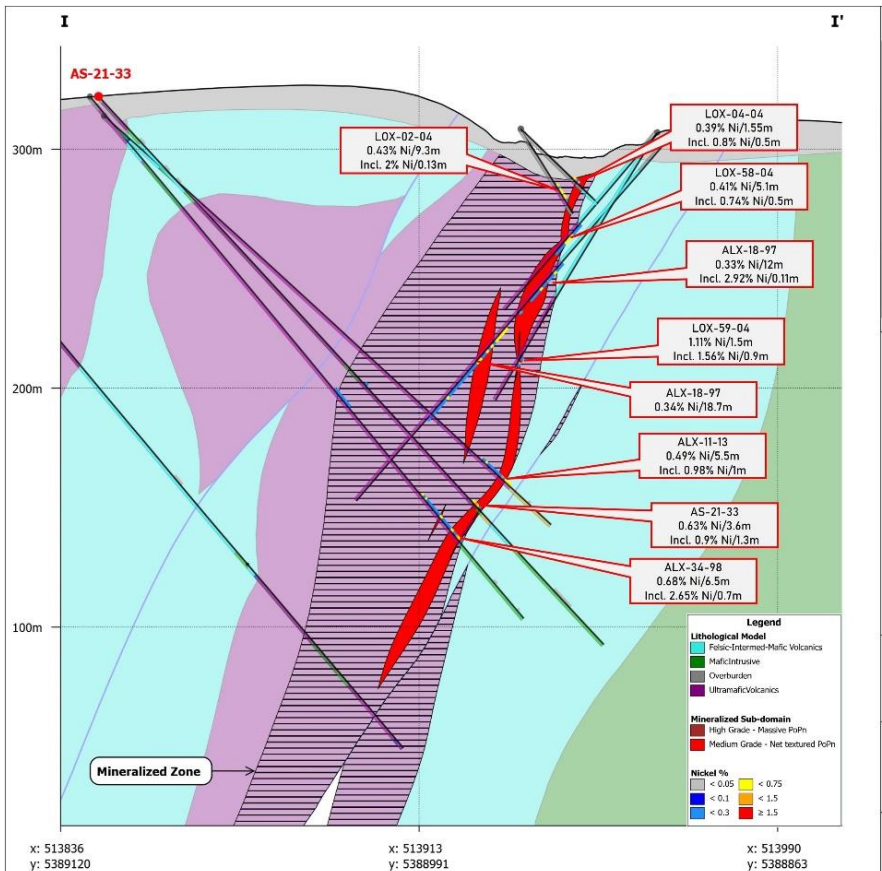 I
I'
AS-21-33
LOX-04-04
0.39% Ni/1.55m
Incl. 0.8% Ni/0.5m
LOX-02-04
0.43% Ni/9.3m
Incl. 2% Ni/0.13m
300m
LOX-58-04
0.41% Ni/5.1m
Incl. 0.74% Ni/0.5m
ALX-18-97
0.33% Ni/12m
Incl. 2.92% Ni/0.11m
LOX-59-04
1.11% Ni/1.5m
Incl. 1.56% Ni/0.9m
200m
ALX-18-97
0.34% Ni/18.7m
ALX-11-13
0.49% Ni/5.5m
Incl. 0.98% Ni/1m
AS-21-33
0.63% Ni/3.6m
Incl. 0.9% Ni/1.3m
ALX-34-98
0.68% Ni/6.5m
Incl. 2.65% Ni/0.7m
100m
Legend
Lithological Model
Felsic-Intermed-Mafic Volcanics
MaficIntrusive
Overburden
UltramaficVolcanics
Mineralized Sub-domain
High Grade - Massive PoPn
Medium Grade - Net textured PoPn
Nickel %
< 0.05 < 0.75
< 0.1 < 1.5
< 0.3 ≥ 1.5
Mineralized Zone
x: 513836
y: 5389120
x: 513913
y: 5388991
x: 513990
y: 5388863